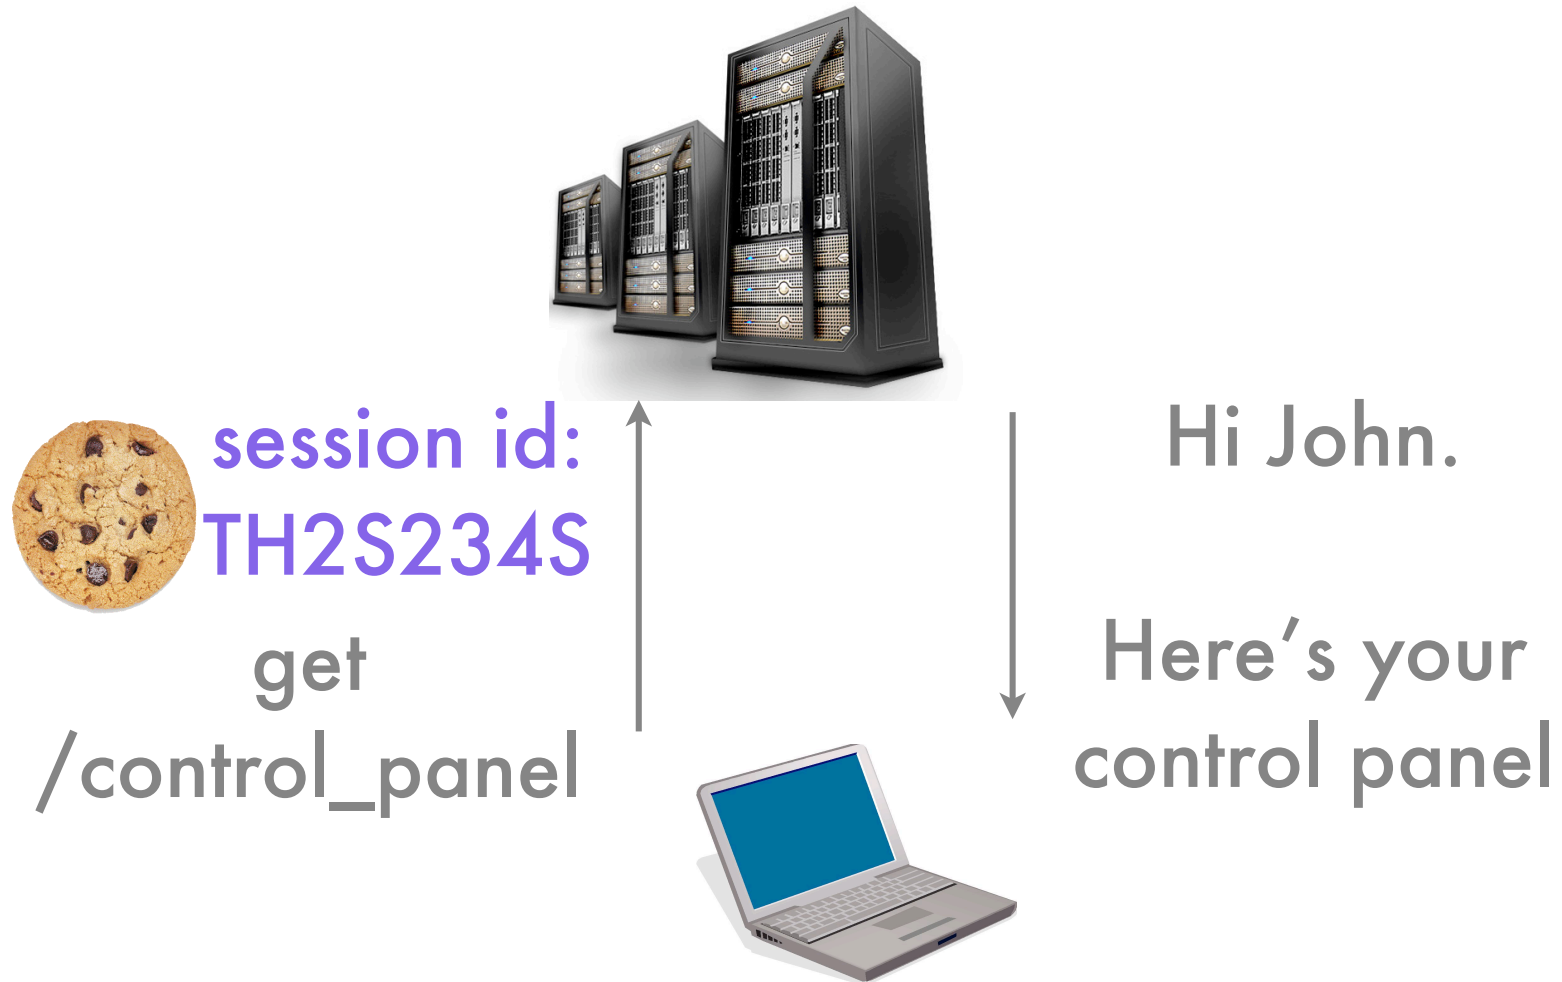 session id:
TH2S234S
get
/control_panel
Hi John.
Here’s your
control panel